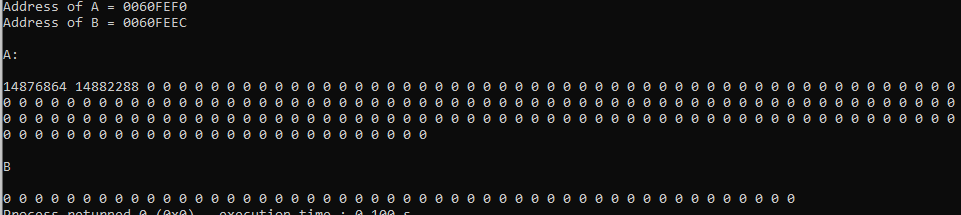 Address of A = 0060FEF0
Address of B = 0060FEEC
A:
14876864 14882288 0 0 0 0 0 0 0 0 0 0 0 0 0 0 0 0 0 0 0 0 0 0 0 0 0 0 0 0 0 0 0 0 0 0 0 0 0 0 0 0 0 0 0 0 0 0 0 0 0 0 0
0 0 0 0 0 0 0 0 0 0 0 0 0 0 0 0 0 0 0 0 0 0 0 0 0 0 0 0 0 0 0 0 0 0 0 0 0 0 0 0 0 0 0 0 0 0 0 0 0 0 0 0 0 0 0 0 0 0 0 0
0 0 0 0 0 0 0 0 0 0 0 0 0 0 0 0 0 0 0 0 0 0 0 0 0 0 0 0 0 0 0 0 0 0 0 0 0 0 0 0 0 0 0 0 0 0 0 0 0 0 0 0 0 0 0 0 0 0 0 0
0 0 0 0 0 0 0 0 0 0 0 0 0 0 0 0 0 0 0 0 0 0 0 0 0 0 0
B
0 0 0 0 0 0 0 0 0 0 0 0 0 0 0 0 0 0 0 0 0 0 0 0 0 0 0 0 0 0 0 0 0 0 0 0 0 0 0 0 0 0 0 0 0 0 0 0 0 0
Process returned 0 (0x0)   execution time : 0.100 s